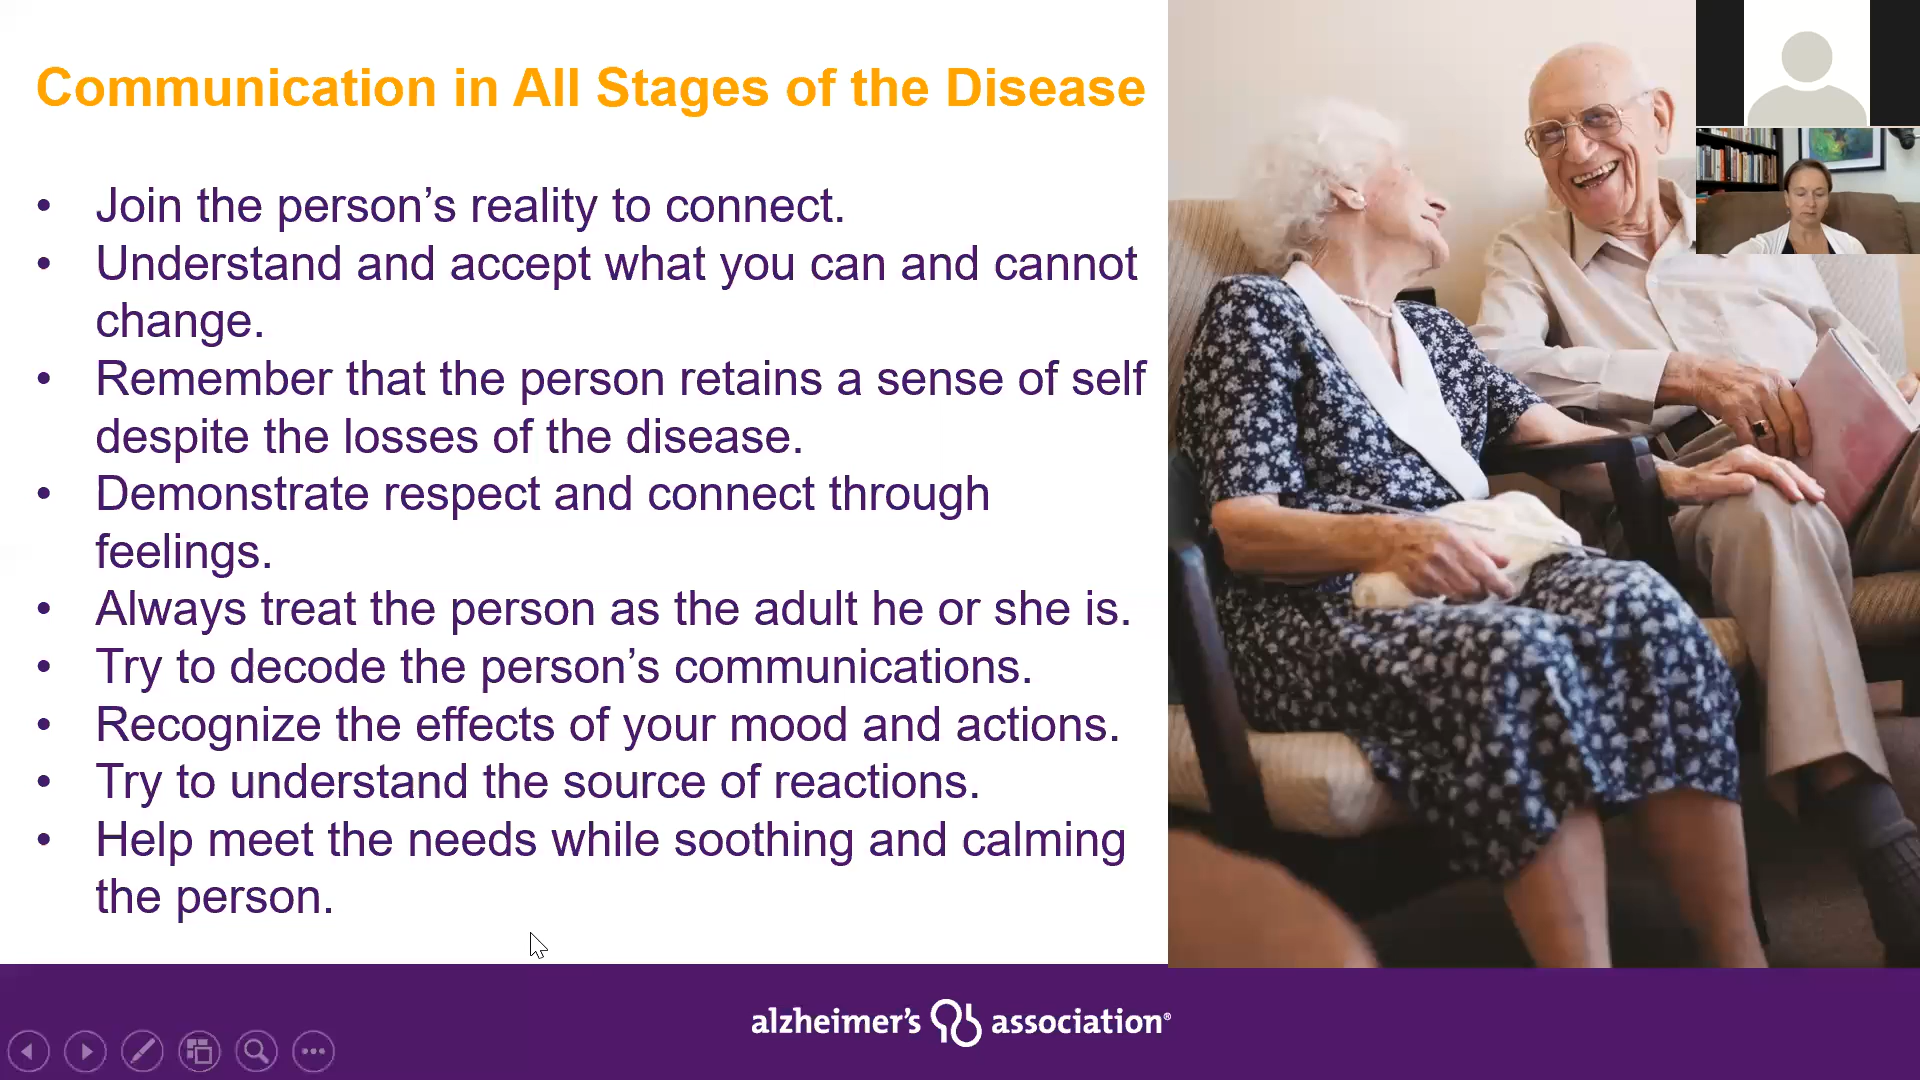 Communication in All Stages of the Disease
• Join the person’s reality to connect.
• Understand and accept what you can and cannot
change.
• Remember that the person retains a sense of self
despite the losses of the disease.
• Demonstrate respect and connect through
feelings.
• Always treat the person as the adult he or she is.
• Try to decode the person’s communications.
• Recognize the effects of your mood and actions.
• Try to understand the source of reactions.
• Help meet the needs while soothing and calming
the person.
alzheimer’s association®